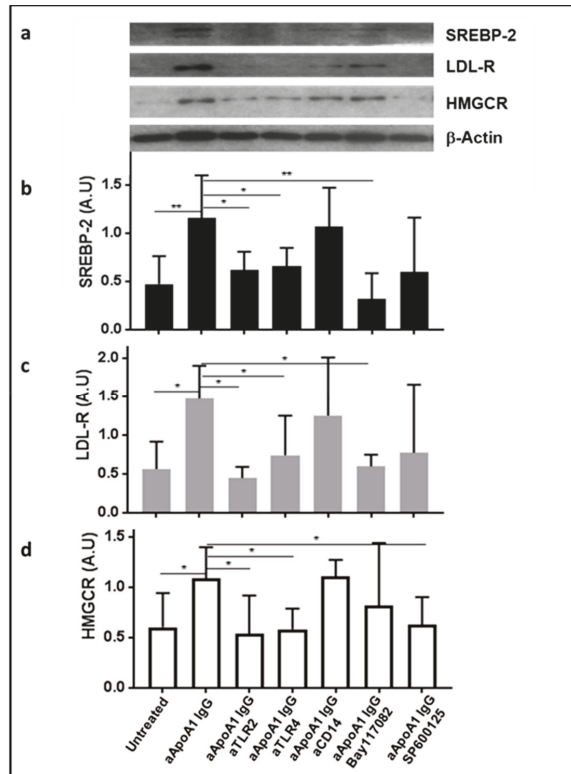 a
SREBP-2
LDL-R
HMGCR
β-Actin
b
SREBP-2 (A.U)
1.5
1.0
0.5
0.0
**
*
*
**
c
LDL-R (A.U)
2.0
1.5
1.0
0.5
0.0
*
*
*
*
d
HMGCR (A.U)
1.5
1.0
0.5
0.0
*
*
*
*
Untreated
aApoA1 IgG
aApoA1 IgG
aTLR2
aApoA1 IgG
aTLR4
aApoA1 IgG
aCD14
aApoA1 IgG
Bay117082
aApoA1 IgG
SP600125